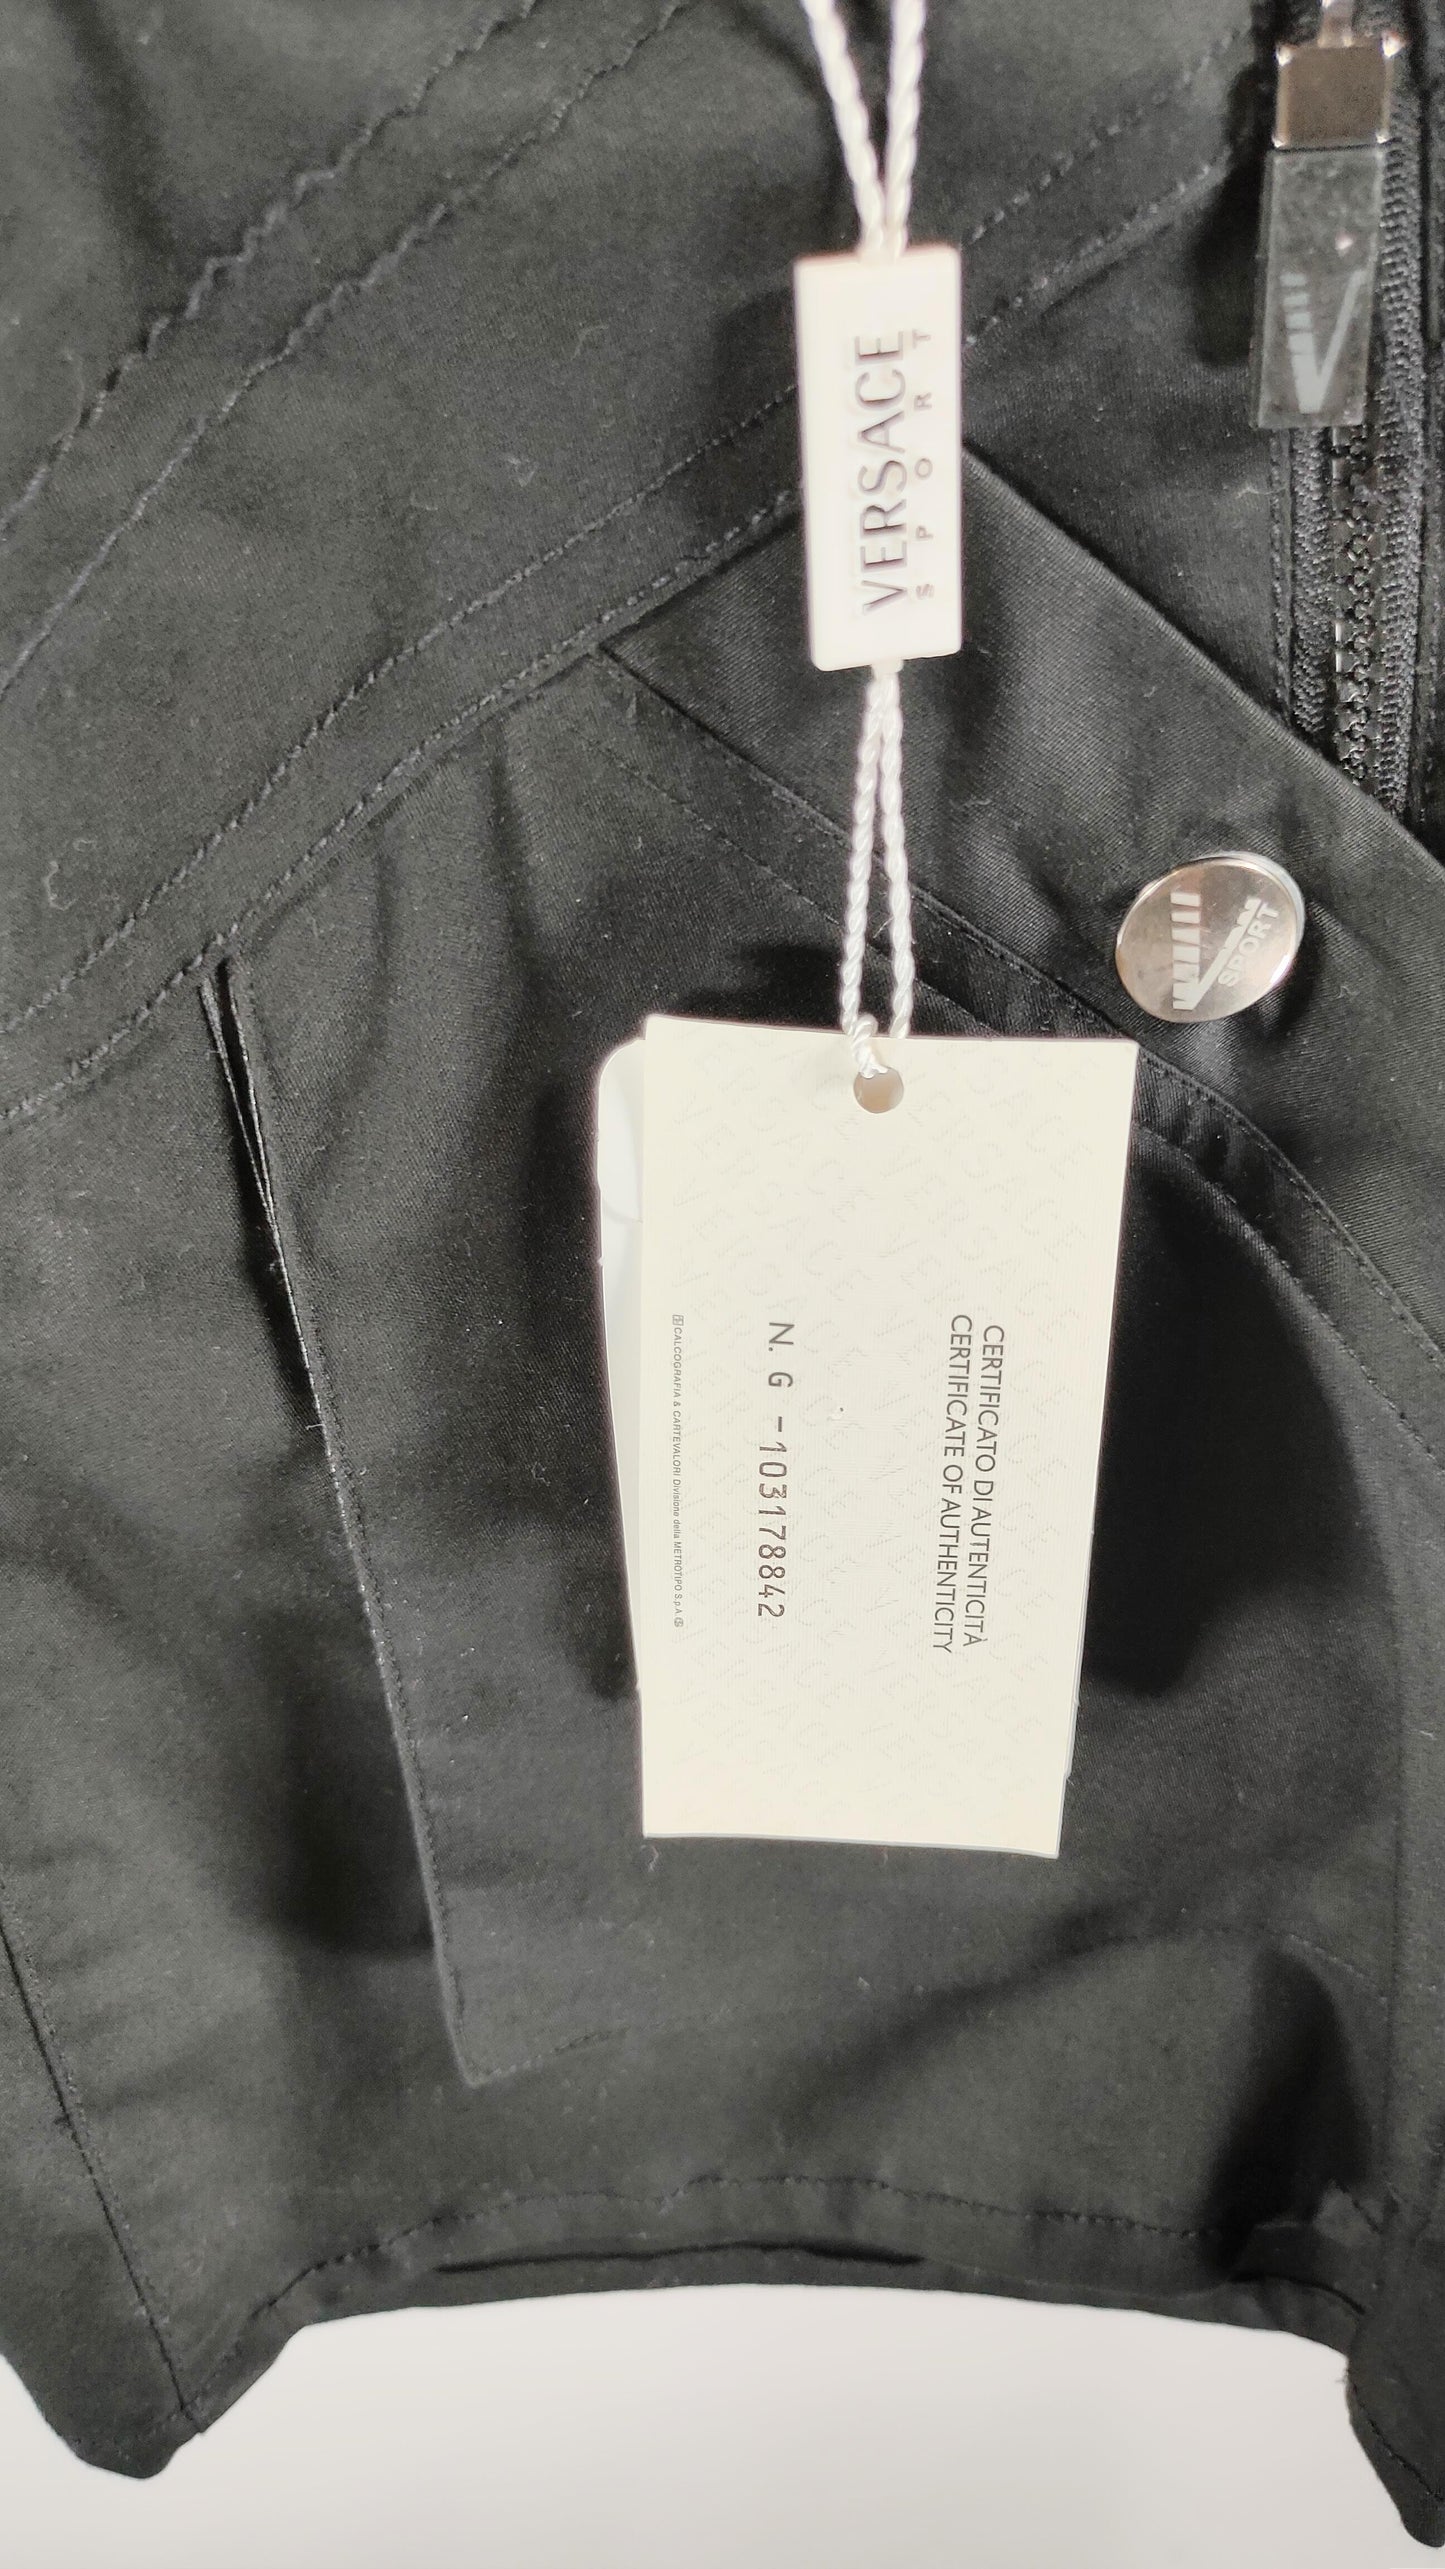 VERSACE
SPORT
SPORT
CERTIFICATO DI AUTENTICITÀ
CERTIFICATE OF AUTHENTICITY
N. G -103178842
CALCOGRAFIA & CARTEVALORI Divisione della METROTIPO S.p.A.